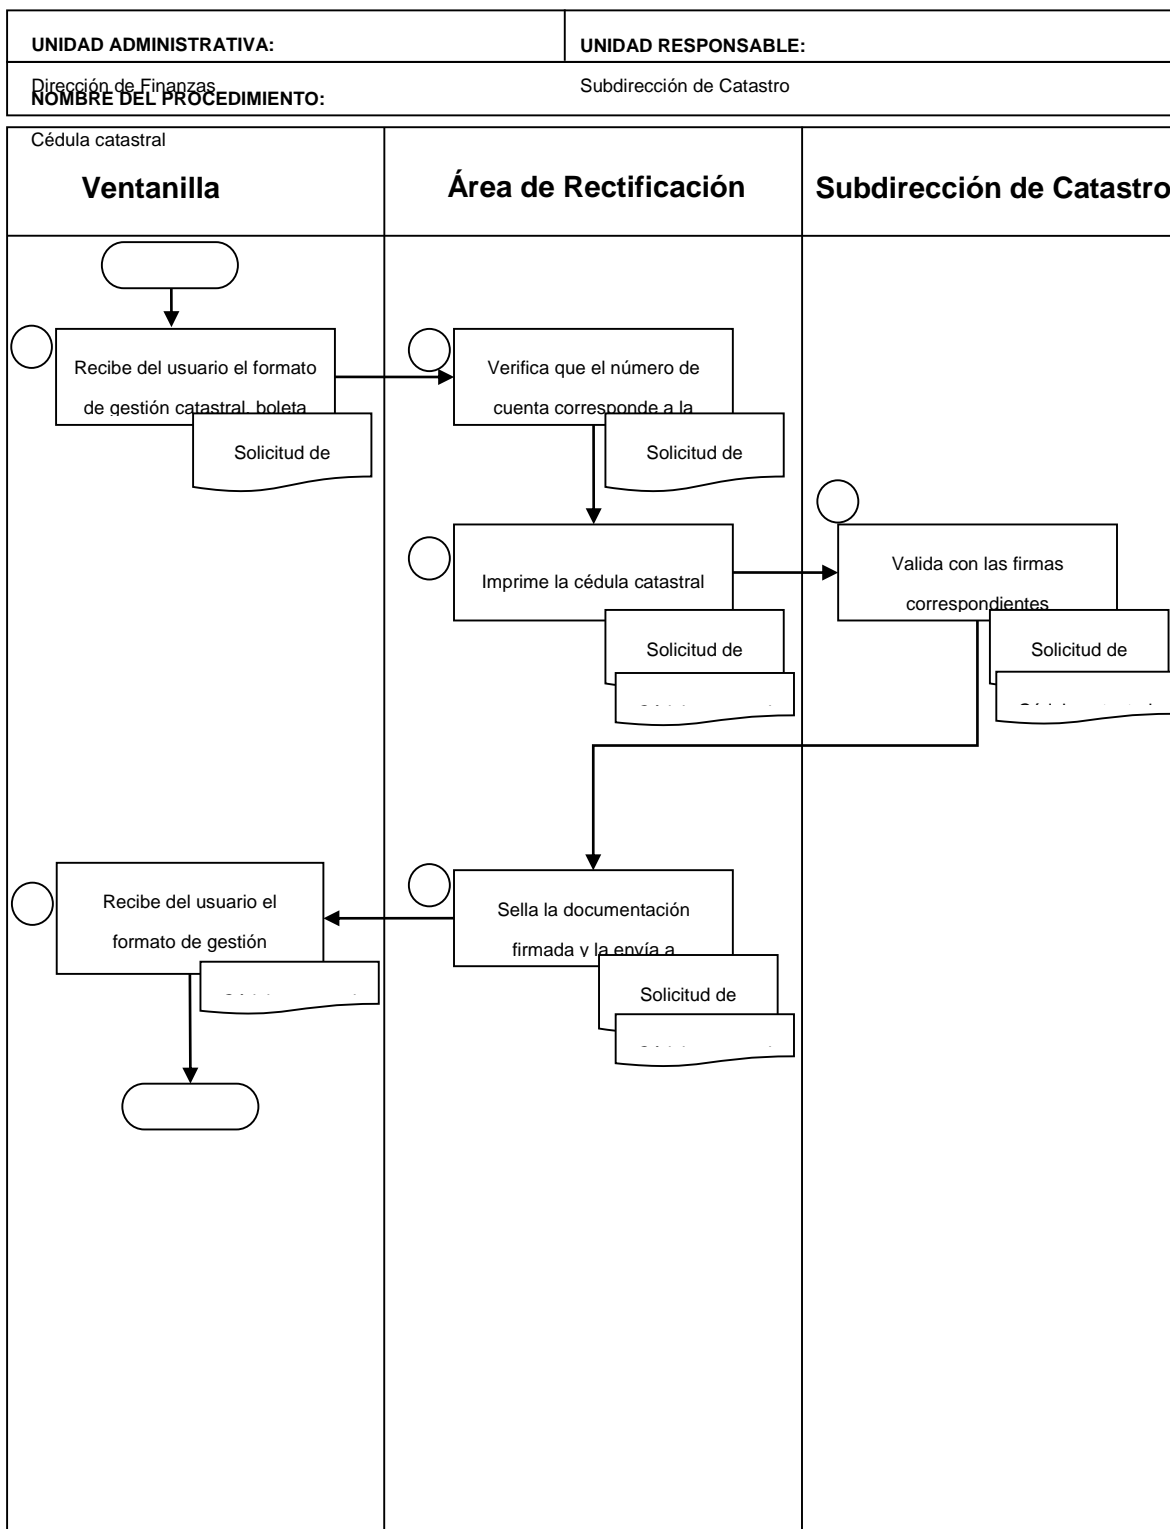 UNIDAD ADMINISTRATIVA:
UNIDAD RESPONSABLE:
Dirección de Finanzas
Subdirección de Catastro
NOMBRE DEL PROCEDIMIENTO:
Cédula catastral
Ventanilla
Área de Rectificación
Subdirección de Catastro
Recibe del usuario el formato
de gestión catastral, boleta
Solicitud de
Verifica que el número de
cuenta corresponde a la
Solicitud de
Imprime la cédula catastral
Solicitud de
Valida con las firmas
correspondientes
Solicitud de
Sella la documentación
firmada y la envía a
Solicitud de
Recibe del usuario el
formato de gestión